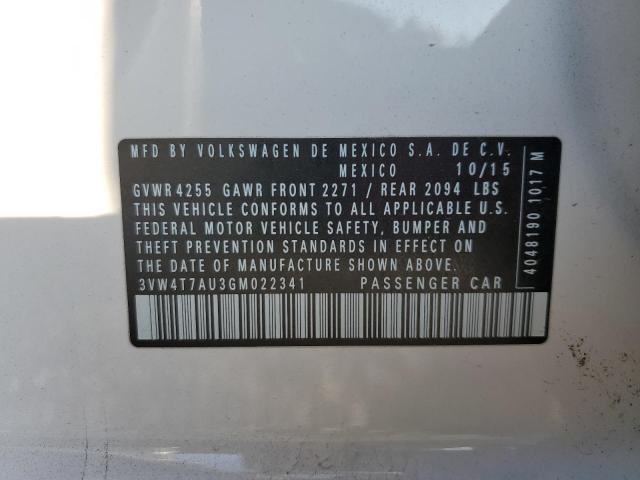 MFD BY VOLKSWAGEN DE MEXICO S.A. DE C.V.
MEXICO 10/15
GVWR 4255 GAWR FRONT 2271 / REAR 2094 LBS
THIS VEHICLE CONFORMS TO ALL APPLICABLE U.S.
FEDERAL MOTOR VEHICLE SAFETY, BUMPER AND
THEFT PREVENTION STANDARDS IN EFFECT ON
THE DATE OF MANUFACTURE SHOWN ABOVE.
3VW4T7AU3GM022341 PASSENGER CAR
4048190 1017 M